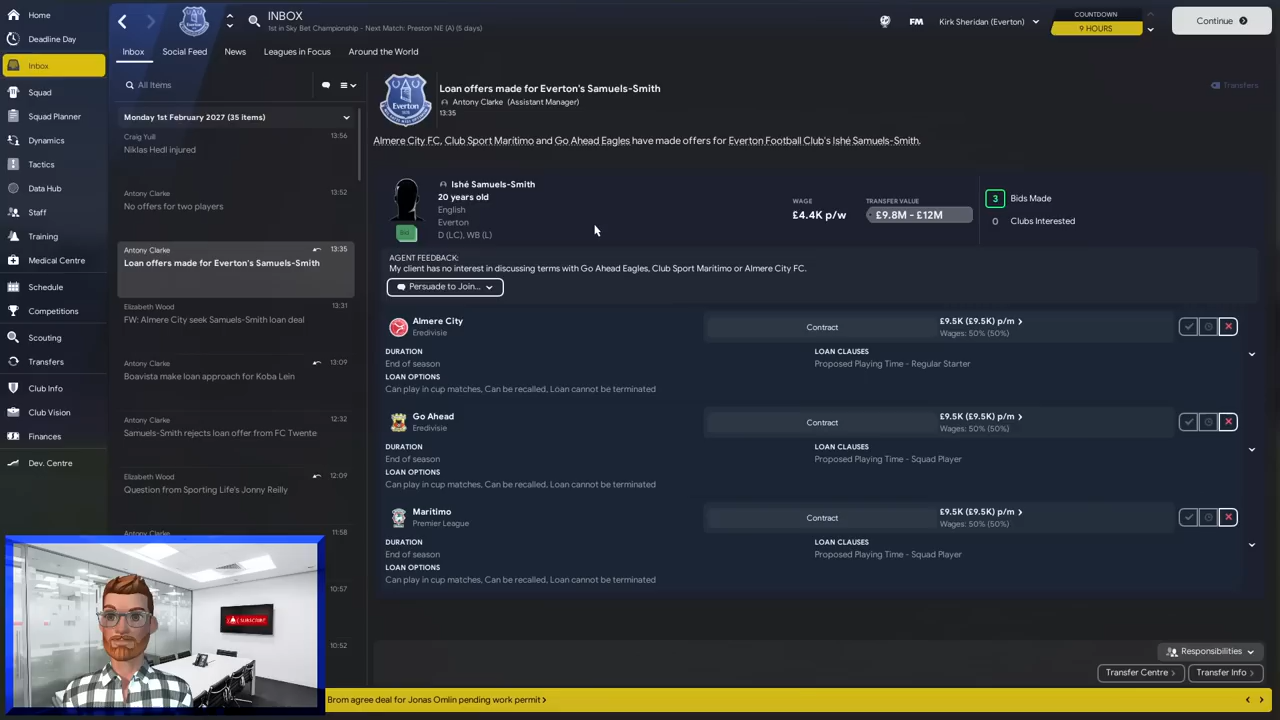 Home
Deadline Day
Inbox
Squad
Squad Planner
Dynamics
Tactics
Data Hub
Staff
Training
Medical Centre
Schedule
Competitions
Scouting
Transfers
Club Info
Club Vision
Finances
Dev. Centre
INBOX
1st in Sky Bet Championship - Next Match: Preston NE (A) (5 days)
FM
Kirk Sheridan (Everton)
COUNTDOWN
9 HOURS
Continue
Inbox
Social Feed
News
Leagues in Focus
Around the World
All Items
Monday 1st February 2027 (35 items)
Craig Yuill
13:56
Niklas Hedl injured
Antony Clarke
13:52
No offers for two players
Antony Clarke
13:35
Loan offers made for Everton's Samuels-Smith
Elizabeth Wood
13:31
FW: Almere City seek Samuels-Smith loan deal
Antony Clarke
13:09
Boavista make loan approach for Koba Lein
Antony Clarke
12:32
Samuels-Smith rejects loan offer from FC Twente
Elizabeth Wood
12:09
Question from Sporting Life's Jonny Reilly
Antony Clarke
11:58
10:57
10:52
Everton
Loan offers made for Everton's Samuels-Smith
Antony Clarke (Assistant Manager)
13:35
Transfers
Almere City FC, Club Sport Marítimo and Go Ahead Eagles have made offers for Everton Football Club's Ishé Samuels-Smith.
Ishé Samuels-Smith
20 years old
English
Everton
D (LC), WB (L)
Bid
WAGE
£4.4K p/w
TRANSFER VALUE
£9.8M - £12M
3
Bids Made
0
Clubs Interested
AGENT FEEDBACK:
My client has no interest in discussing terms with Go Ahead Eagles, Club Sport Marítimo or Almere City FC.
Persuade to Join...
Almere City
Eredivisie
Contract
£9.5K (£9.5K) p/m
Wages: 50% (50%)
DURATION
End of season
LOAN CLAUSES
Proposed Playing Time - Regular Starter
LOAN OPTIONS
Can play in cup matches, Can be recalled, Loan cannot be terminated
Go Ahead
Eredivisie
Contract
£9.5K (£9.5K) p/m
Wages: 50% (50%)
DURATION
End of season
LOAN CLAUSES
Proposed Playing Time - Squad Player
LOAN OPTIONS
Can play in cup matches, Can be recalled, Loan cannot be terminated
Marítimo
Premier League
Contract
£9.5K (£9.5K) p/m
Wages: 50% (50%)
DURATION
End of season
LOAN CLAUSES
Proposed Playing Time - Squad Player
LOAN OPTIONS
Can play in cup matches, Can be recalled, Loan cannot be terminated
Responsibilities
Transfer Centre
Transfer Info
SUBSCRIBE
Brom agree deal for Jonas Omlin pending work permit